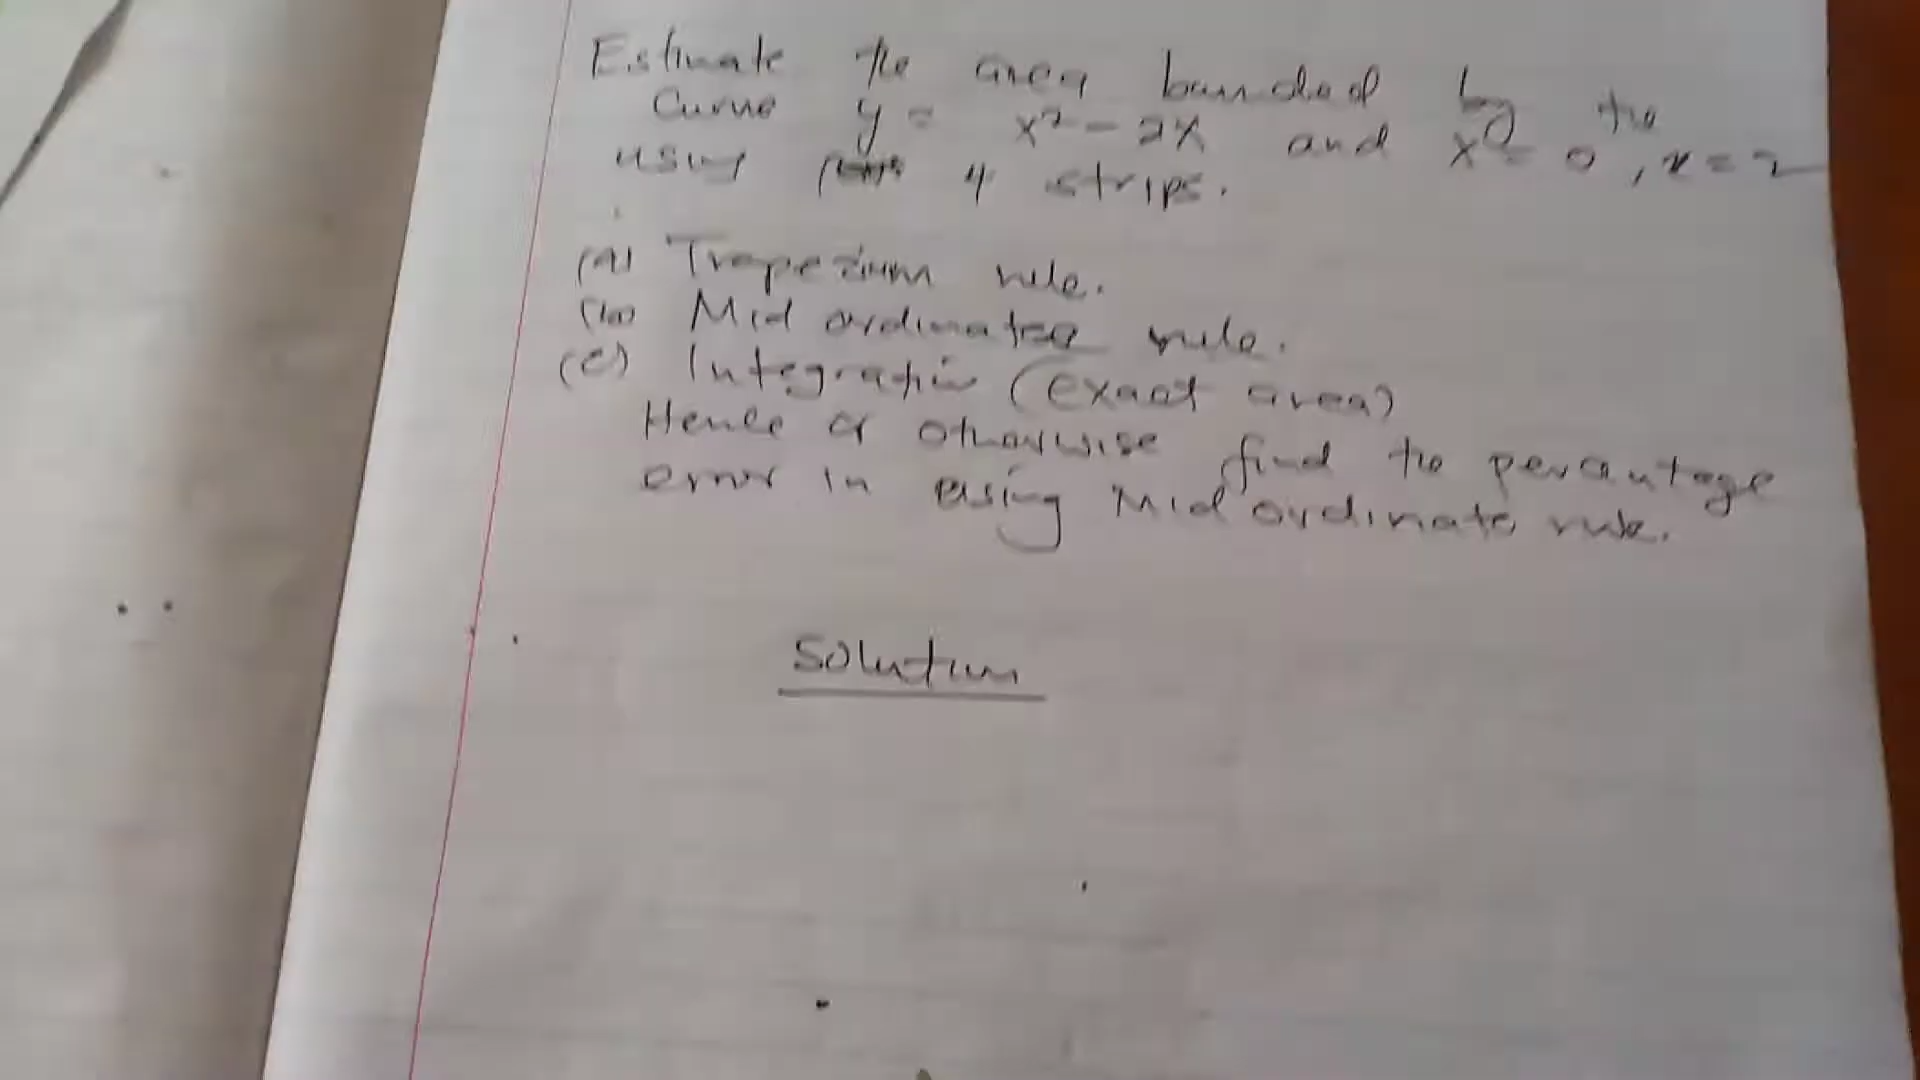 Estimate the area bounded by the
Curve y = x² - 2x and x = 0, x = 2
using 4 strips.
(a) Trapezium rule.
(b) Mid ordinates rule.
(c) Integration (exact area)
Hence or otherwise find the percentage
error in using Mid ordinate rule.
Solution